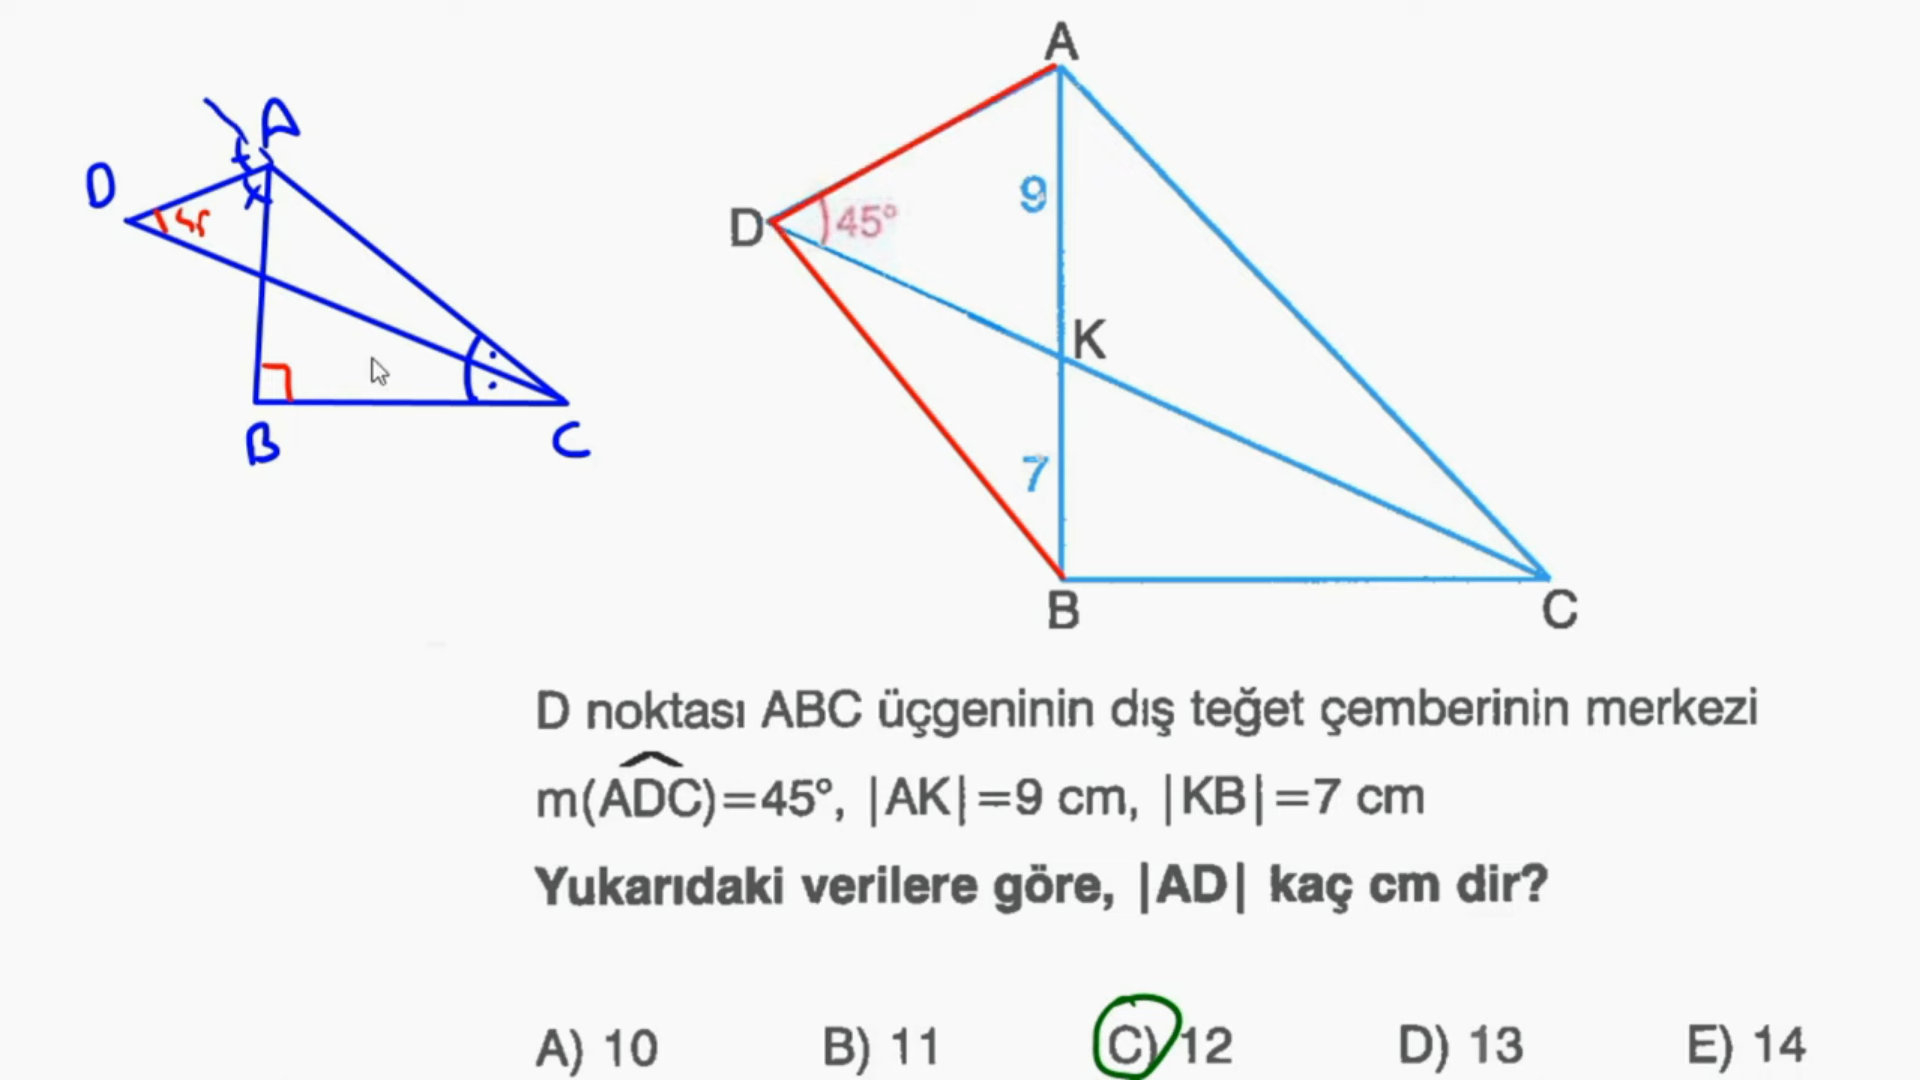 A
A
D
45
9
D
45°
K
7
B
C
B
C
D noktası ABC üçgeninin dış teğet çemberinin merkezi
m(ADC)=45°, |AK|=9 cm, |KB|=7 cm
Yukarıdaki verilere göre, |AD| kaç cm dir?
A) 10 B) 11 C) 12 D) 13 E) 14